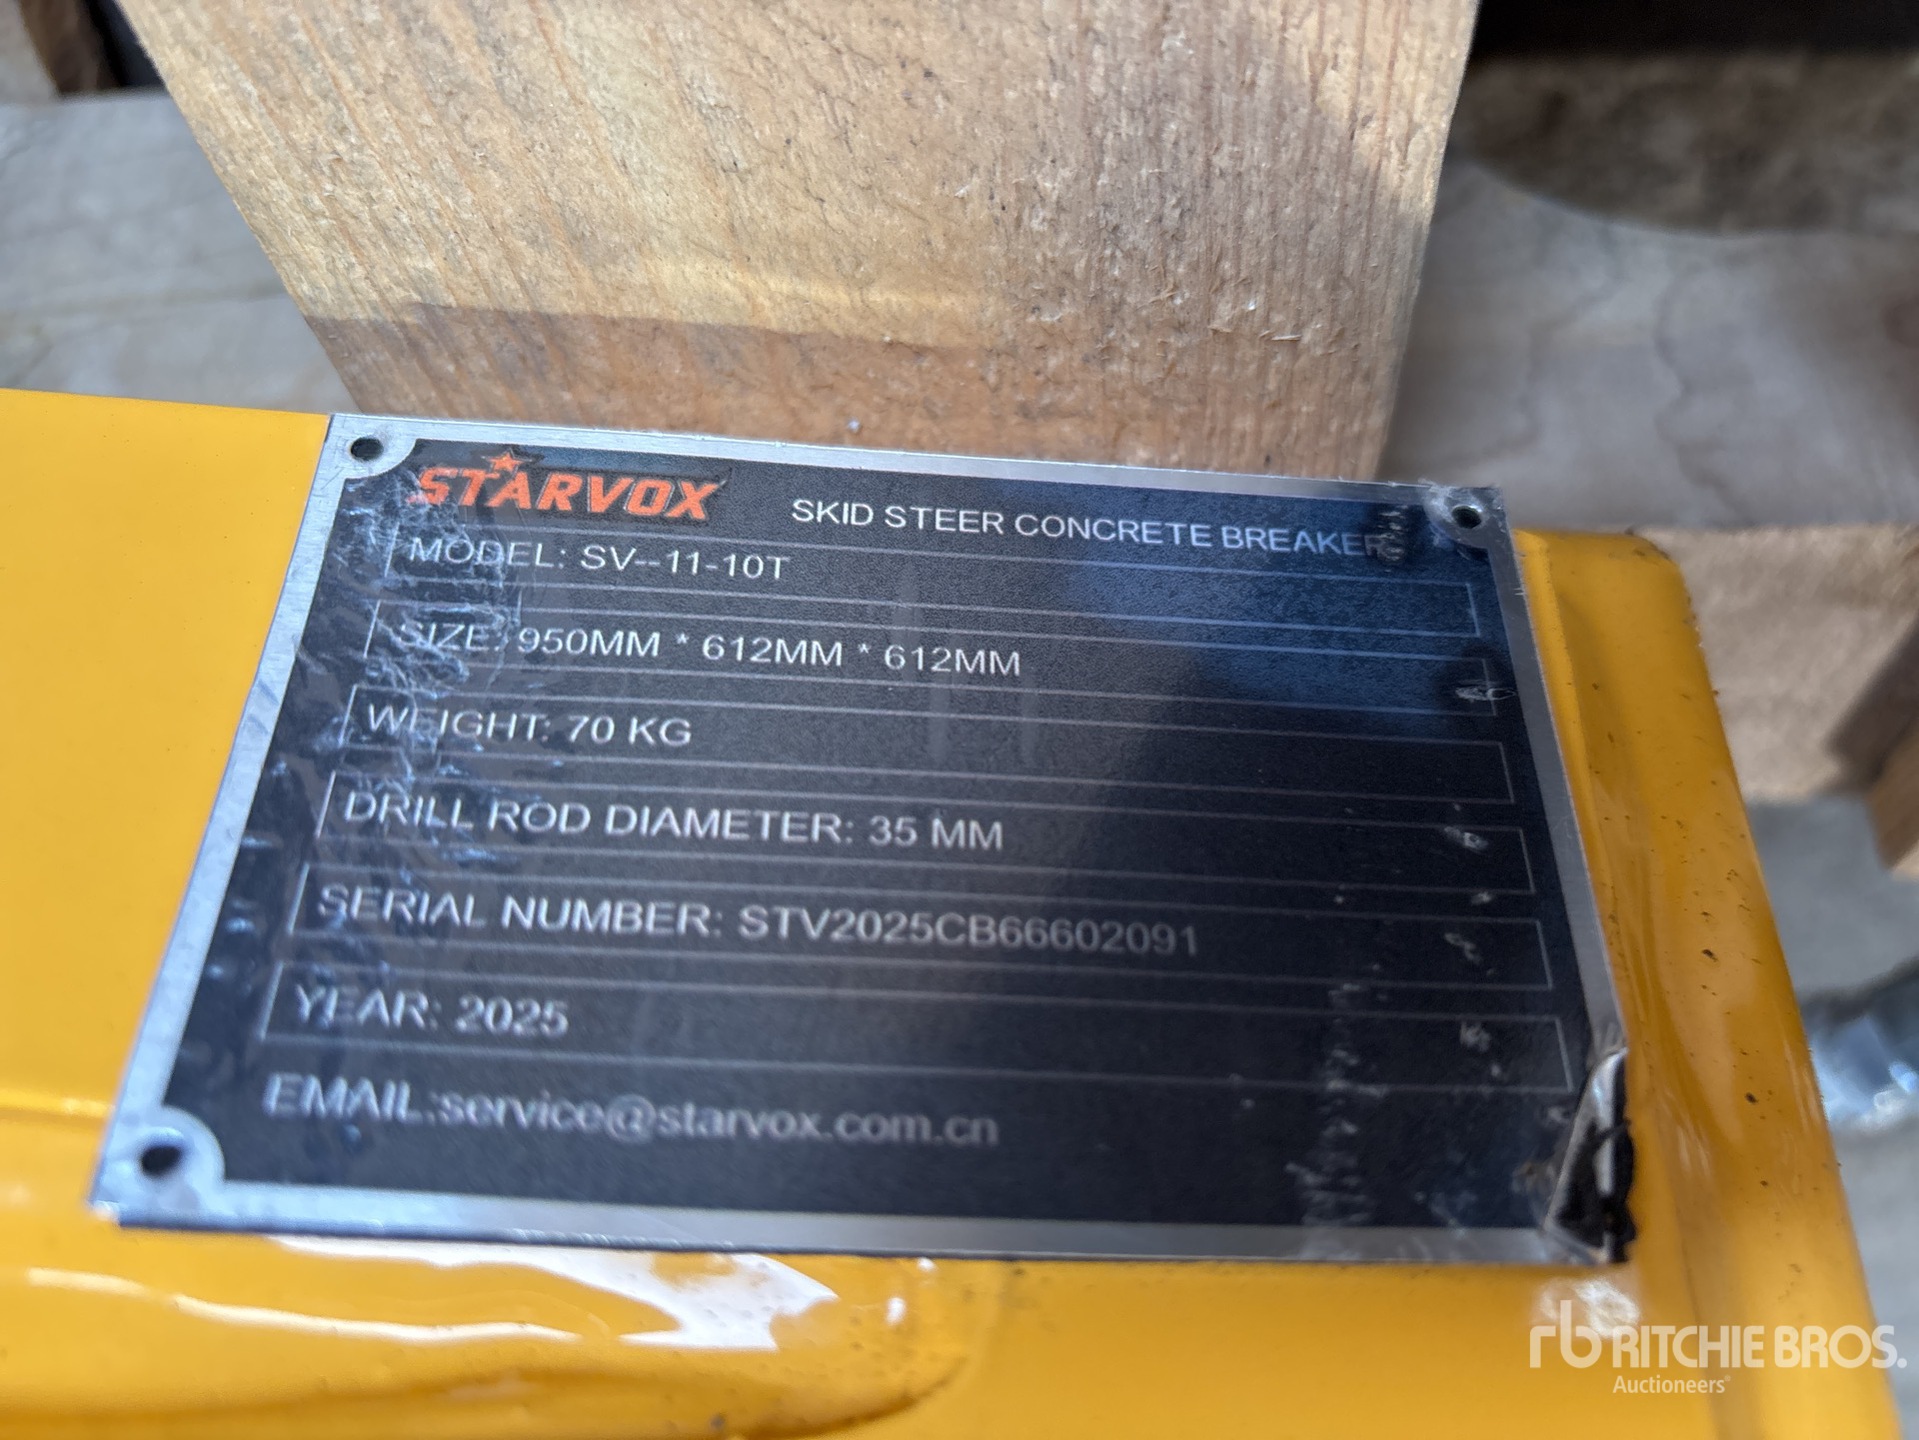 STARVOX SKID STEER CONCRETE BREAKER
MODEL: SV--11-10T
SIZE: 950MM * 612MM * 612MM
WEIGHT: 70 KG
DRILL ROD DIAMETER: 35 MM
SERIAL NUMBER: STV2025CB66602091
YEAR: 2025
EMAIL:service@starvox.com.cn
rb RITCHIE BROS.
Auctioneers